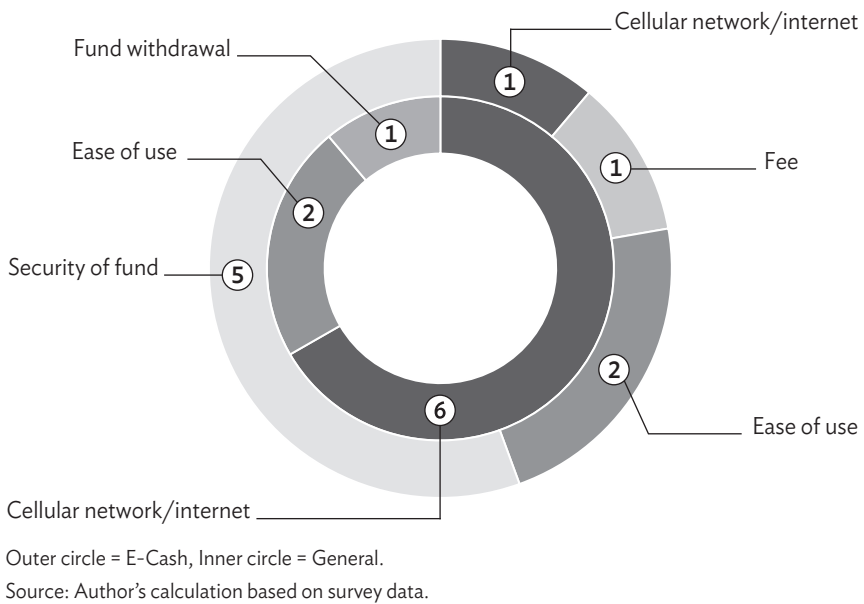 Cellular network/internet
Fund withdrawal
1
1
Ease of use
1
Fee
2
Security of fund
5
2
6
Ease of use
Cellular network/internet
Outer circle = E-Cash, Inner circle = General.
Source: Author's calculation based on survey data.